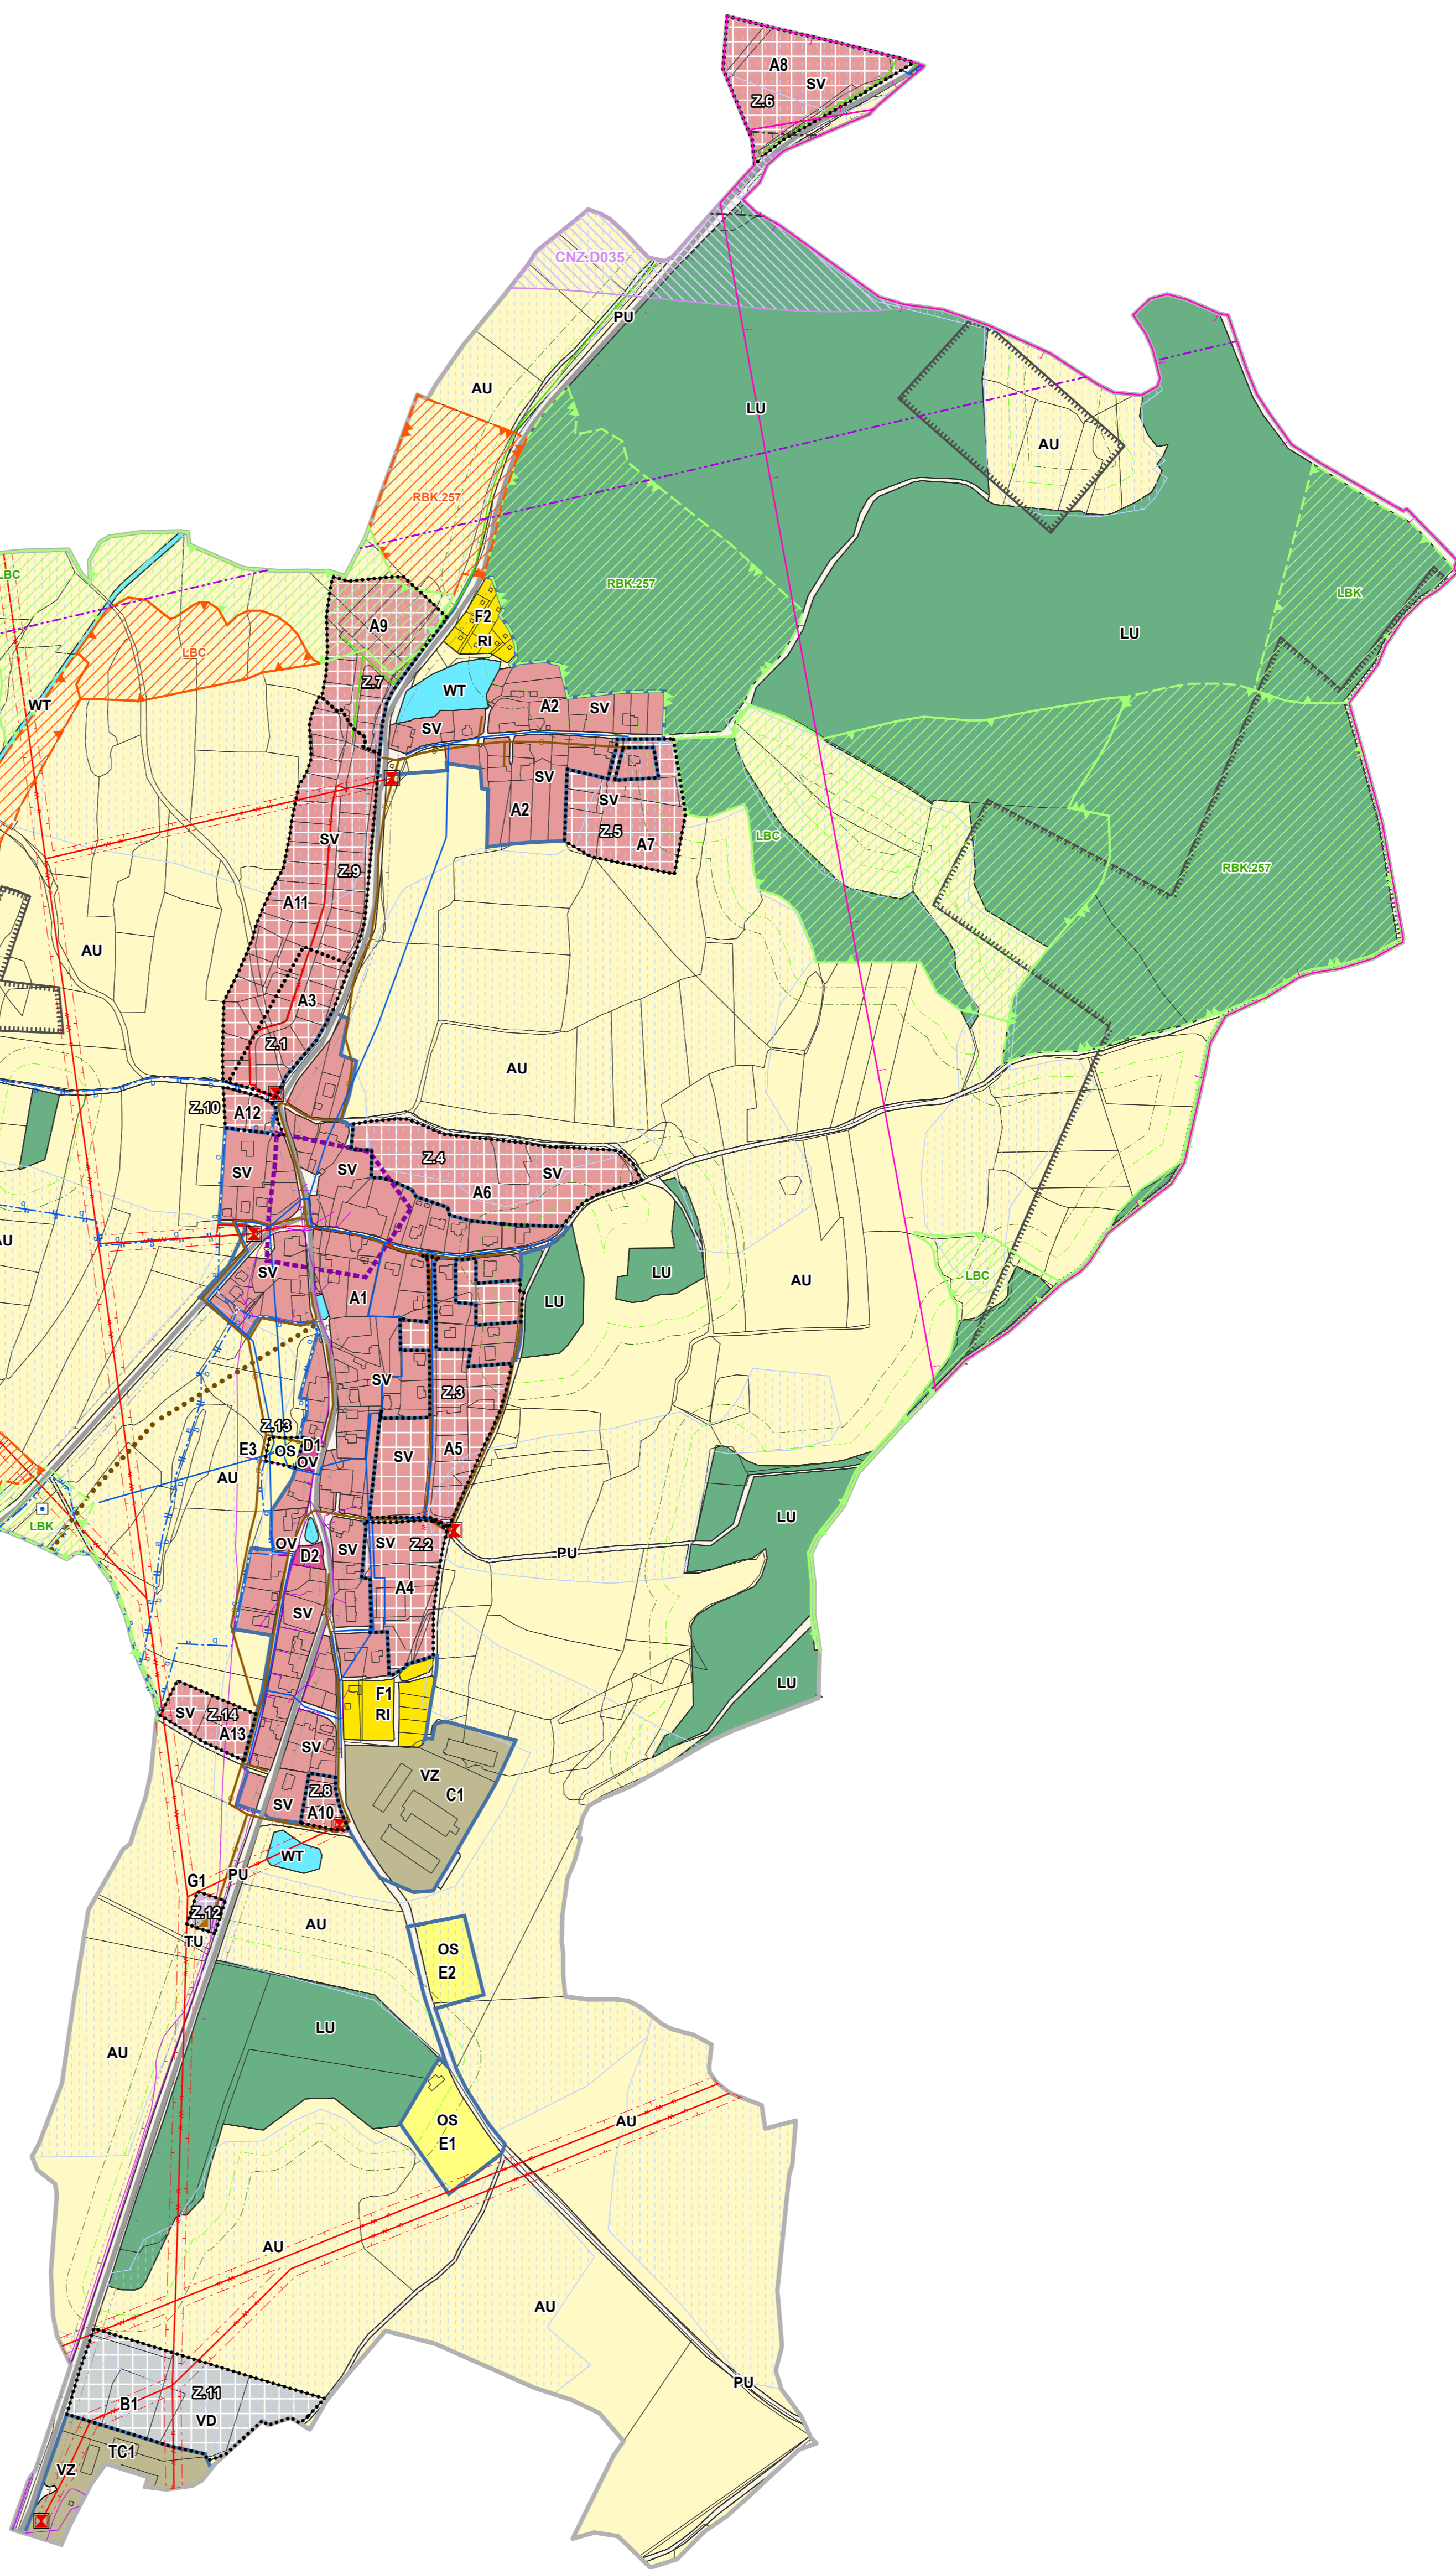 A8
SV
Z.6
CNZ.D035
PU
AU
LU
AU
RBK.257
LBC
RBK.257
LBK
F2
A9
RI
LU
LBC
Z.7
WT
WT
A2
SV
SV
SV
SV
A2
Z.5
A7
SV
LBC
Z.9
RBK.257
A11
AU
A3
Z.1
AU
Z.10
A12
Z.4
SV
SV
SV
A6
AU
SV
LU
LBC
AU
A1
LU
SV
Z.3
Z.13
D1
A5
E3
OS
OV
SV
AU
LU
LBK
OV
SV
SV
Z.2
D2
PU
A4
SV
LU
F1
SV
Z.14
RI
A13
SV
VZ
Z.8
C1
SV
A10
WT
PU
G1
Z.12
AU
TU
OS
E2
LU
AU
OS
E1
AU
AU
AU
PU
Z.11
B1
VD
TC1
VZ